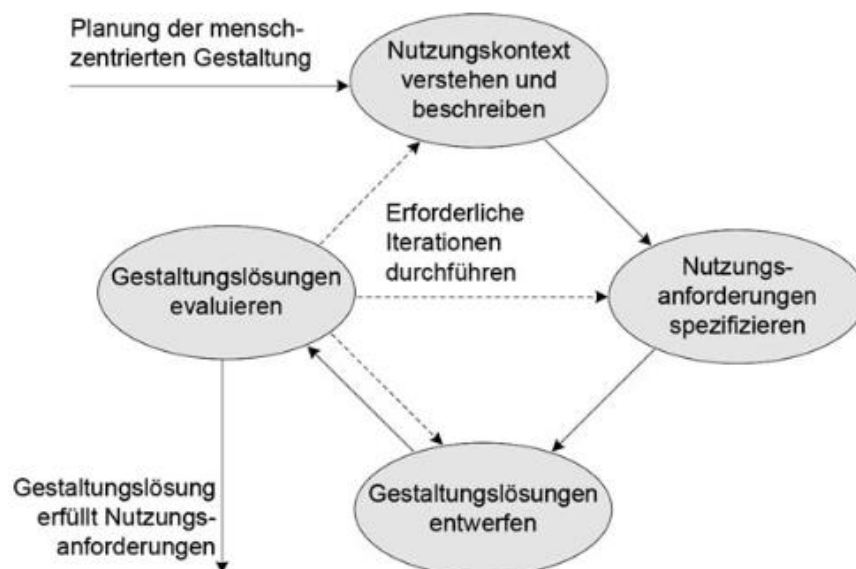 Planung der mensch-
zentrierten Gestaltung
Nutzungskontext
verstehen und
beschreiben
Erforderliche
Iterationen
durchführen
Gestaltungslösungen
evaluieren
Nutzungs-
anforderungen
spezifizieren
Gestaltungslösung
erfüllt Nutzungs-
anforderungen
Gestaltungslösungen
entwerfen